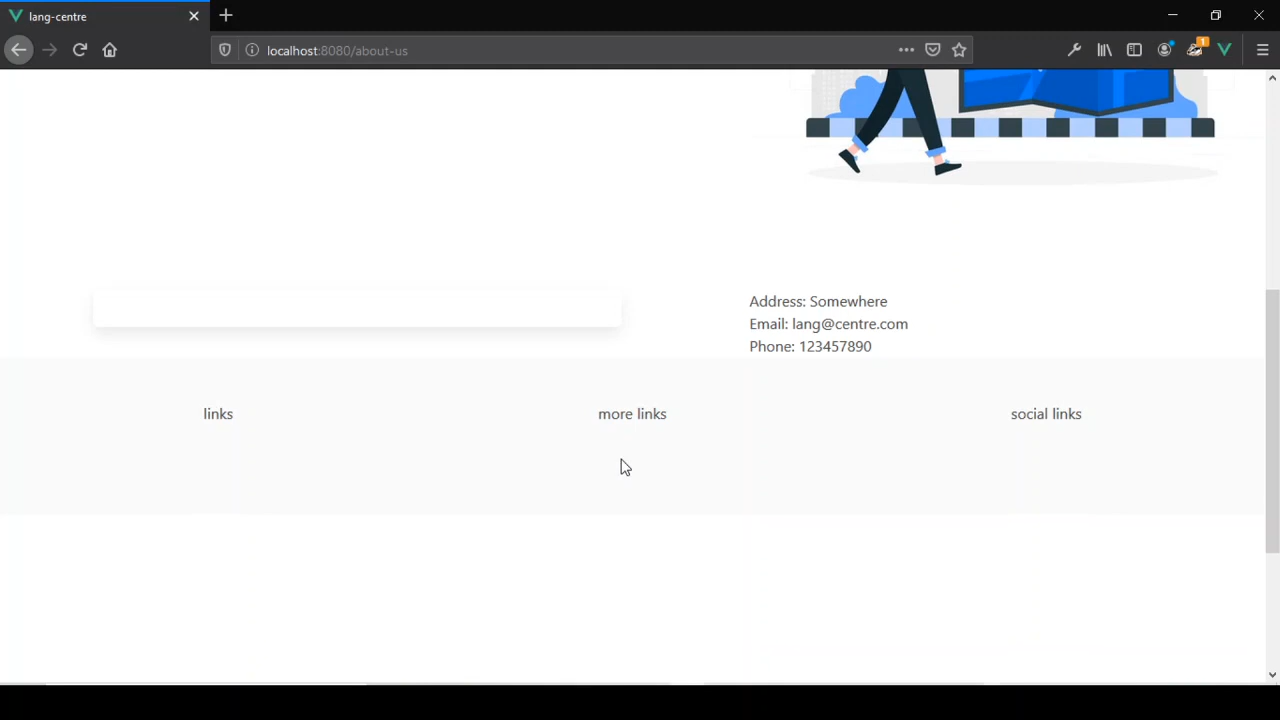 lang-centre
localhost:8080/about-us
1
Address: Somewhere
Email: lang@centre.com
Phone: 123457890
links
more links
social links